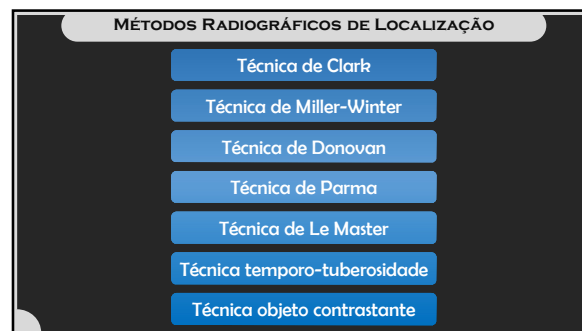 Métodos Radiográficos de Localização
Técnica de Clark
Técnica de Miller-Winter
Técnica de Donovan
Técnica de Parma
Técnica de Le Master
Técnica temporo-tuberosidade
Técnica objeto contrastante